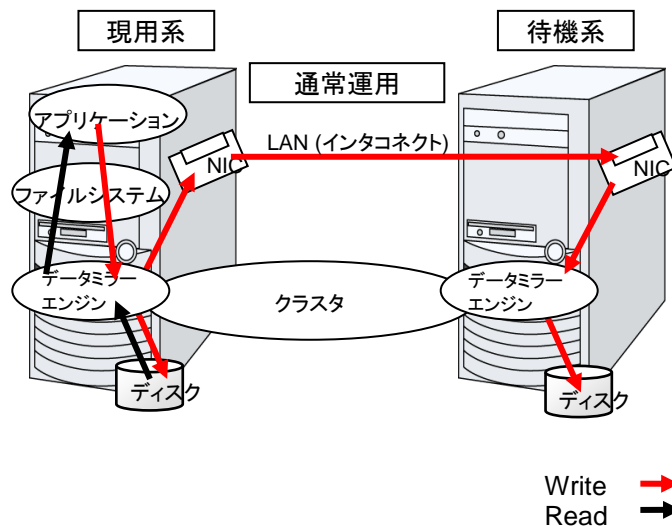 現用系
待機系
通常運用
アプリケーション
LAN (インタコネクト)
NIC
NIC
ファイルシステム
データミラー
エンジン
クラスタ
データミラー
エンジン
ディスク
ディスク
Write
Read